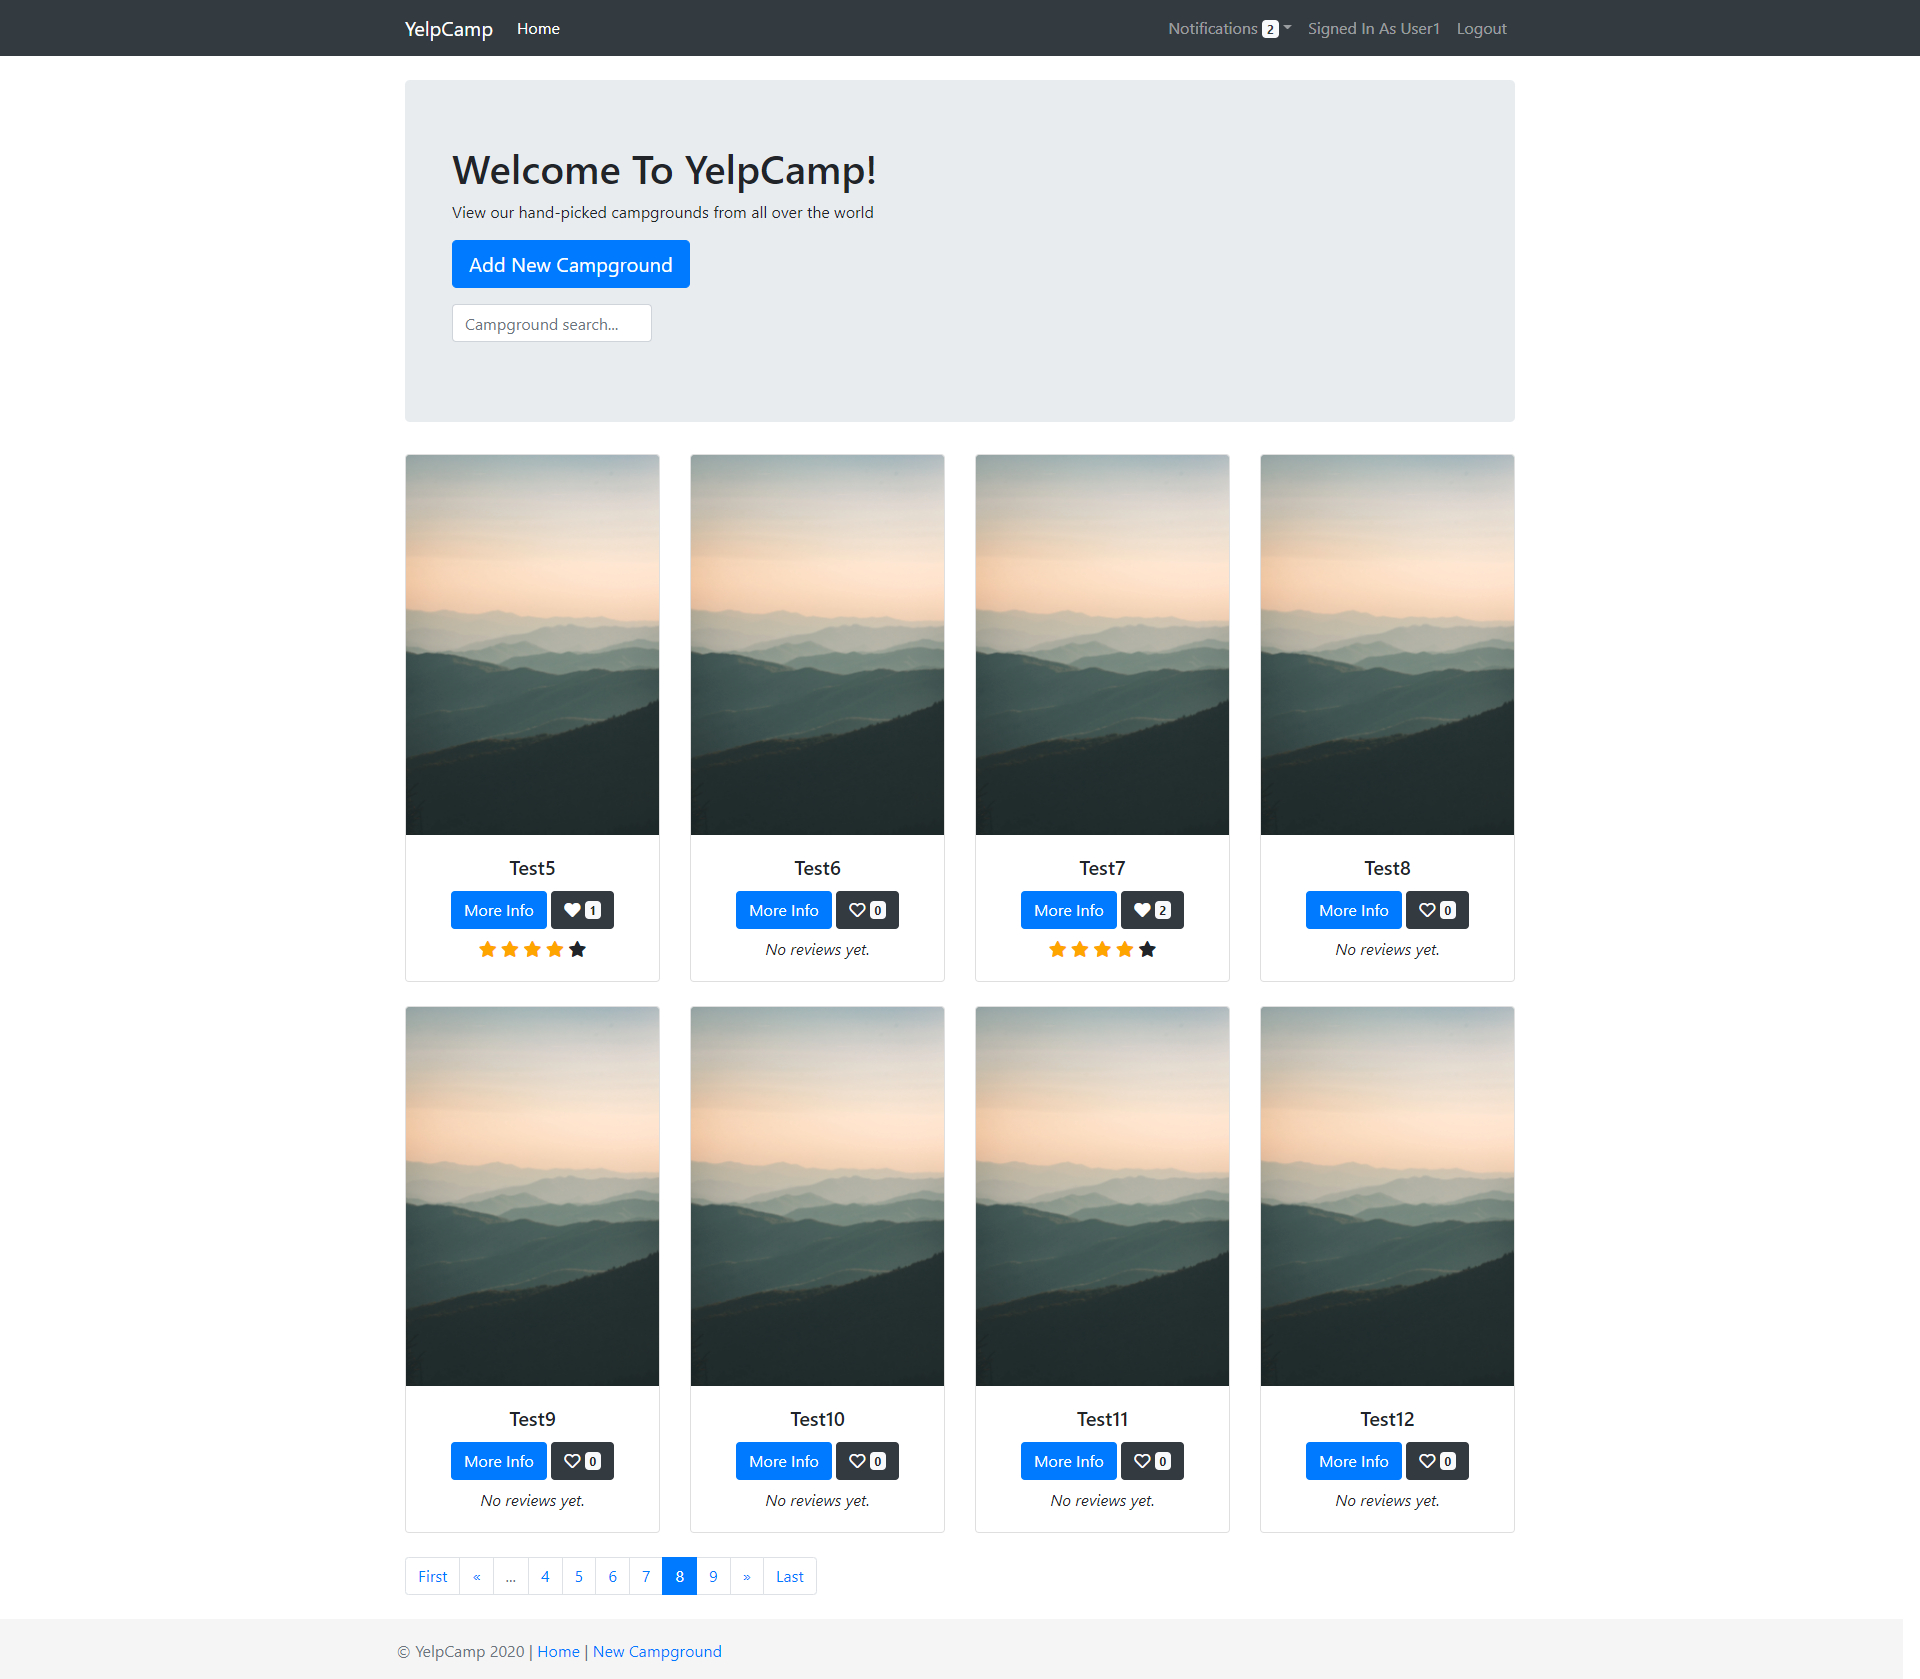 YelpCamp Home Notifications 2 Signed In As User1 Logout
Welcome To YelpCamp!
View our hand-picked campgrounds from all over the world
Add New Campground
Campground search...
Test5 Test6 Test7 Test8
More Info 1 More Info 0 More Info 2 More Info 0
No reviews yet. No reviews yet.
Test9 Test10 Test11 Test12
More Info 0 More Info 0 More Info 0 More Info 0
No reviews yet. No reviews yet. No reviews yet. No reviews yet.
First « ... 4 5 6 7 8 9 » Last
© YelpCamp 2020 | Home | New Campground